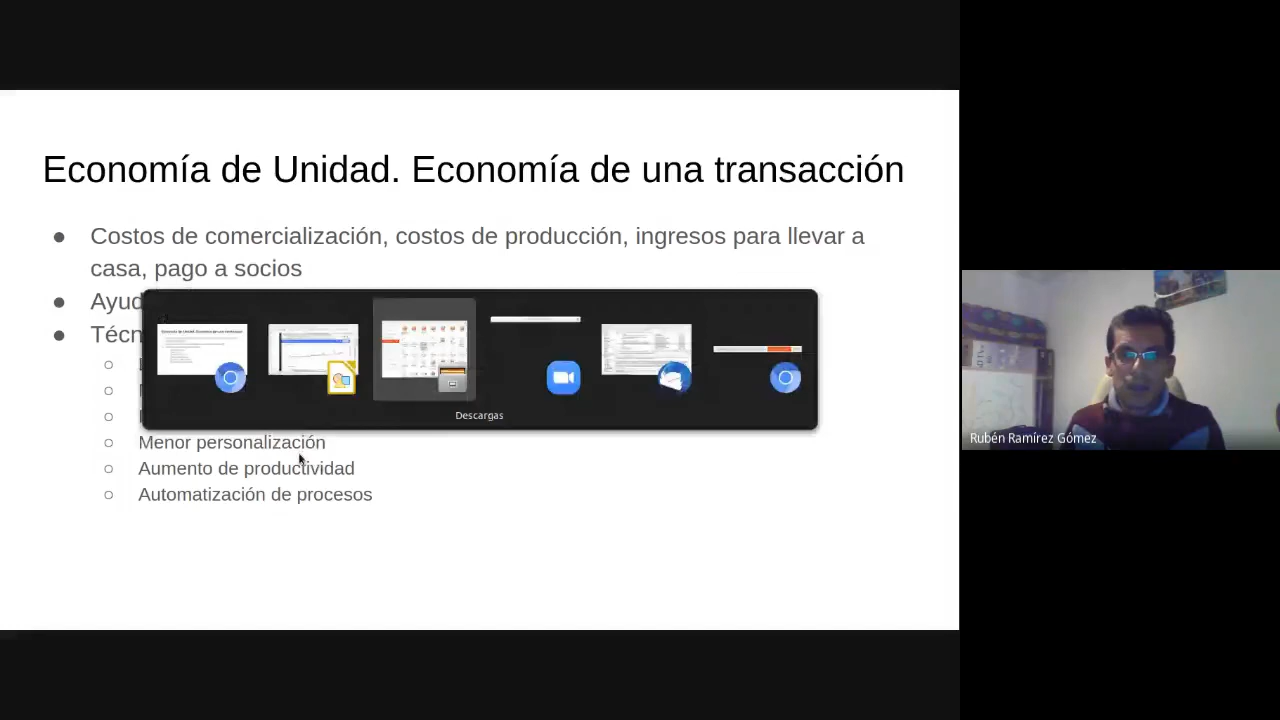 Economía de Unidad. Economía de una transacción
● Costos de comercialización, costos de producción, ingresos para llevar a
casa, pago a socios
● Ayud
● Técn
Descargas
○ Menor personalización
○ Aumento de productividad
○ Automatización de procesos
Rubén Ramírez Gómez